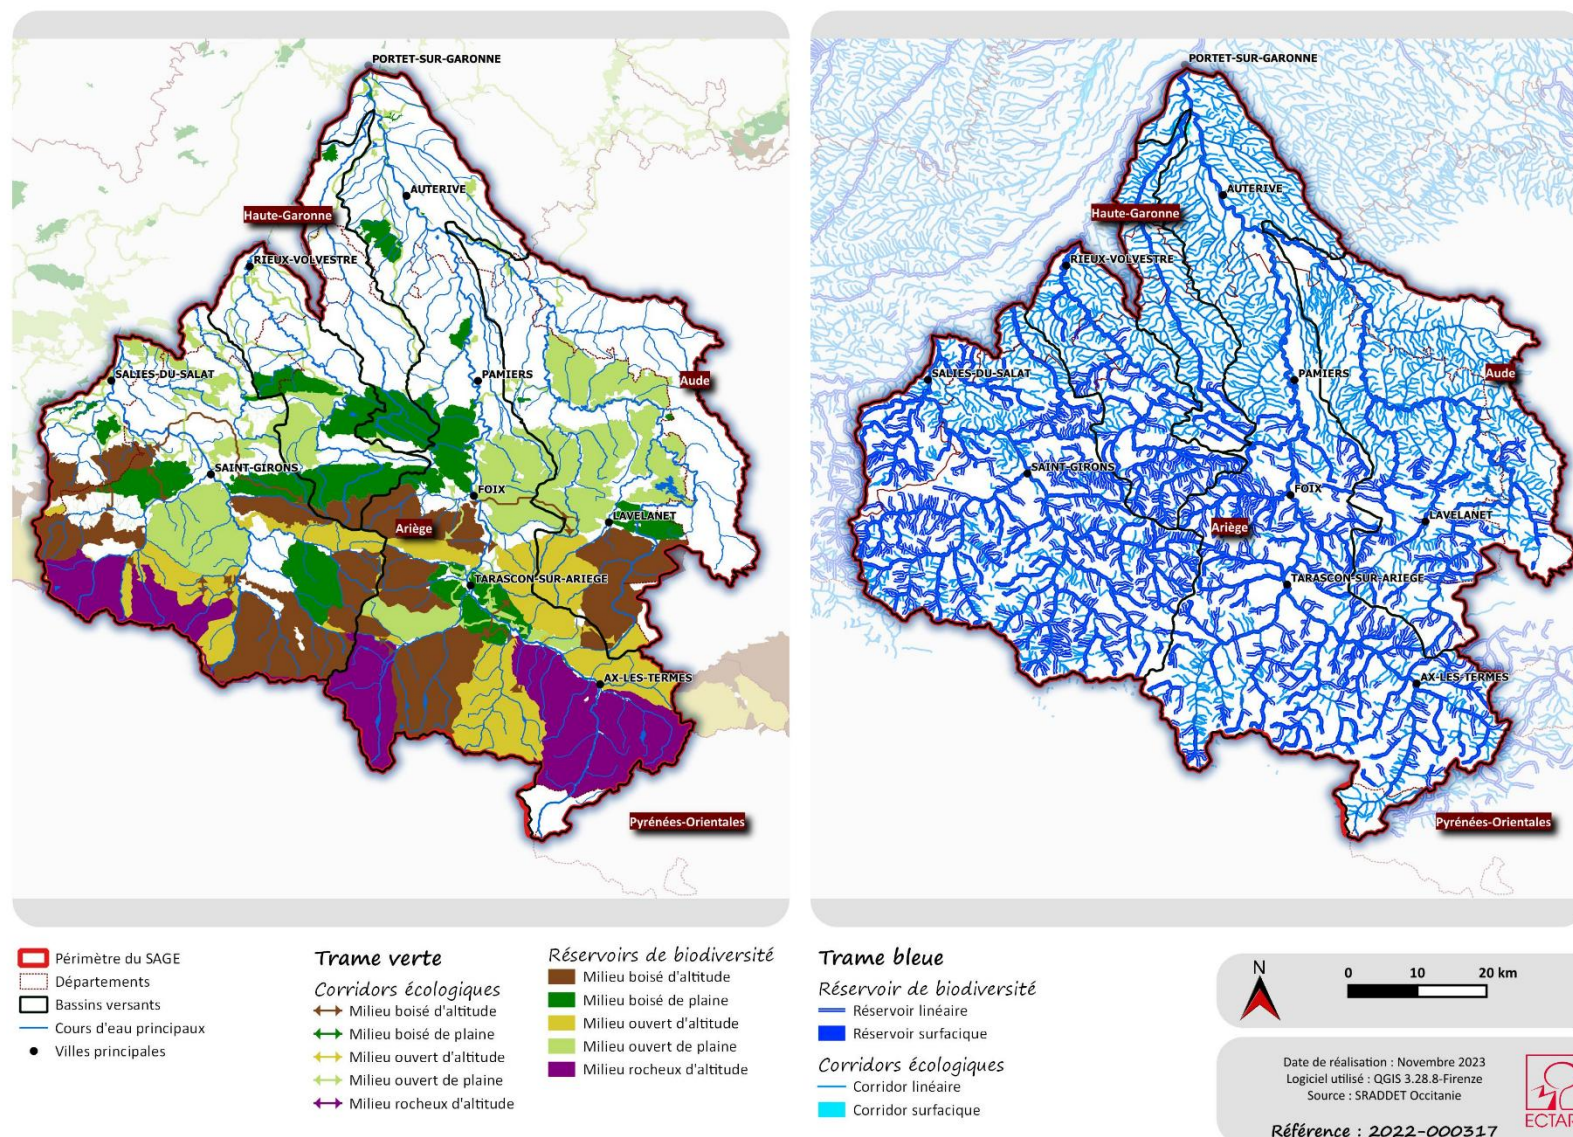 PORTET-SUR-GARONNE
AUTERIVE
Haute-Garonne
RIEUX-VOLVESTRE
SALIES-DU-SALAT
PAMIERS
Aude
SAINT-GIRONS
FOIX
LAVELANET
Ariège
TARASCON-SUR-ARIEGE
AX-LES-TERMES
Pyrénées-Orientales
PORTET-SUR-GARONNE
AUTERIVE
Haute-Garonne
RIEUX-VOLVESTRE
SALIES-DU-SALAT
PAMIERS
Aude
SAINT-GIRONS
FOIX
LAVELANET
Ariège
TARASCON-SUR-ARIEGE
AX-LES-TERMES
Pyrénées-Orientales
Périmètre du SAGE
Départements
Bassins versants
Cours d'eau principaux
Villes principales
Trame verte
Corridors écologiques
Milieu boisé d'altitude
Milieu boisé de plaine
Milieu ouvert d'altitude
Milieu ouvert de plaine
Milieu rocheux d'altitude
Réservoirs de biodiversité
Milieu boisé d'altitude
Milieu boisé de plaine
Milieu ouvert d'altitude
Milieu ouvert de plaine
Milieu rocheux d'altitude
Trame bleue
Réservoir de biodiversité
Réservoir linéaire
Réservoir surfacique
Corridors écologiques
Corridor linéaire
Corridor surfacique
N
0 10 20 km
Date de réalisation : Novembre 2023
Logiciel utilisé : QGIS 3.28.8-Firenze
Source : SRADDET Occitanie
Référence : 2022-000317